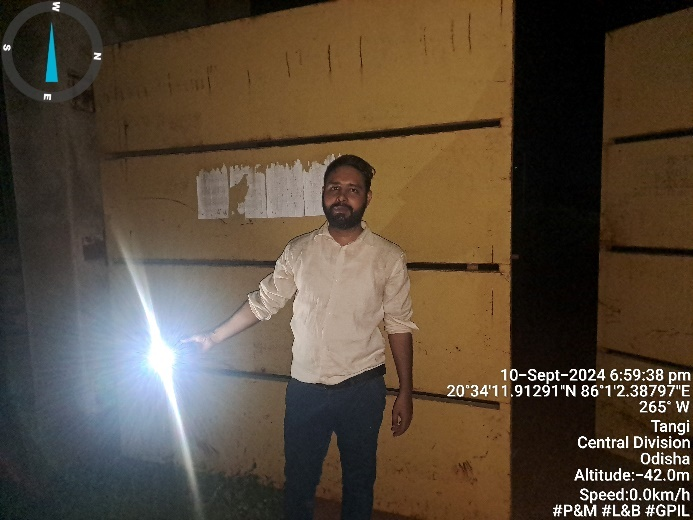 W
S
N
E
10-Sept-2024 6:59:38 pm
20°34'11.91291"N 86°1'2.38797"E
265° W
Tangi
Central Division
Odisha
Altitude:-42.0m
Speed:0.0km/h
#P&M #L&B #GPIL